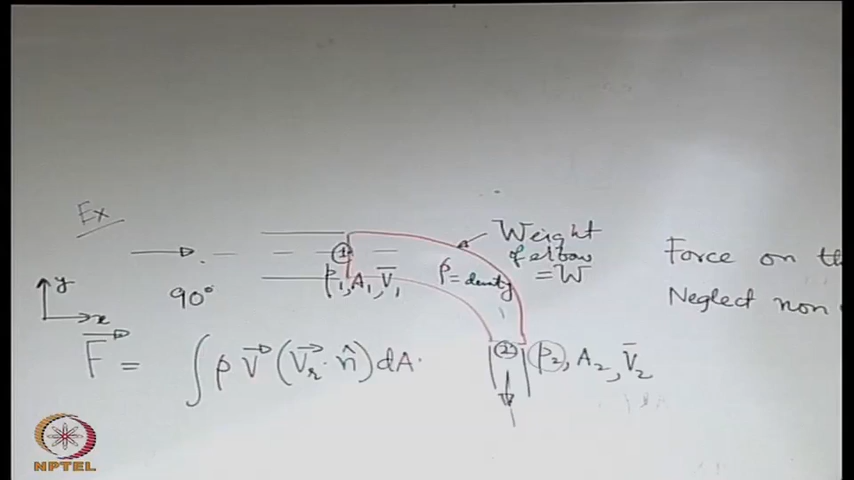 Ex
Weight
of elbow
= W
Force on th
Neglect non
y
x
90°
①
p₁, A₁, V̄₁
ρ = density
F⃗ = ∫ ρ V⃗ (V⃗ᵣ · n̂) dA.
②
p₂, A₂, V̄₂
NPTEL